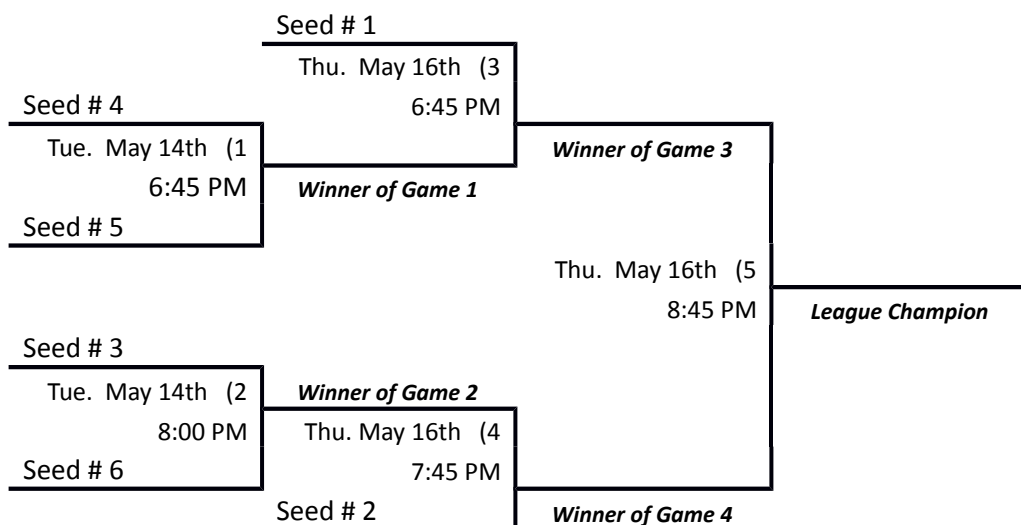 Seed # 1
Thu. May 16th (3
6:45 PM
Seed # 4
Tue. May 14th (1
6:45 PM
Winner of Game 3
Winner of Game 1
Seed # 5
Thu. May 16th (5
8:45 PM
League Champion
Seed # 3
Tue. May 14th (2
8:00 PM
Winner of Game 2
Thu. May 16th (4
7:45 PM
Seed # 6
Seed # 2
Winner of Game 4